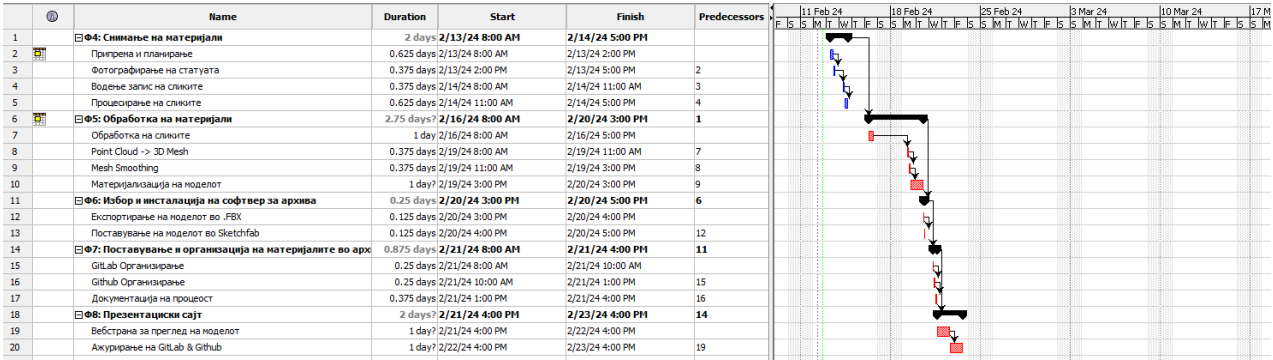 Name Duration Start Finish Predecessors 11 Feb 24 18 Feb 24 25 Feb 24 3 Mar 24 10 Mar 24 17 M
F S S M T W T F S S M T W T F S S M T W T F S S M T W T F S S M T W T F S S M
1 Ф4: Снимање на материјали 2 days 2/13/24 8:00 AM 2/14/24 5:00 PM
2 Припрема и планирање 0.625 days 2/13/24 8:00 AM 2/13/24 2:00 PM
3 Фотографирање на статуата 0.375 days 2/13/24 2:00 PM 2/13/24 5:00 PM 2
4 Водење запис на сликите 0.375 days 2/14/24 8:00 AM 2/14/24 11:00 AM 3
5 Процесирање на сликите 0.625 days 2/14/24 11:00 AM 2/14/24 5:00 PM 4
6 Ф5: Обработка на материјали 2.75 days? 2/16/24 8:00 AM 2/20/24 3:00 PM 1
7 Обработка на сликите 1 day 2/16/24 8:00 AM 2/16/24 5:00 PM
8 Point Cloud -> 3D Mesh 0.375 days 2/19/24 8:00 AM 2/19/24 11:00 AM 7
9 Mesh Smoothing 0.375 days 2/19/24 11:00 AM 2/19/24 3:00 PM 8
10 Материјализација на моделот 1 day? 2/19/24 3:00 PM 2/20/24 3:00 PM 9
11 Ф6: Избор и инсталација на софтвер за архива 0.25 days 2/20/24 3:00 PM 2/20/24 5:00 PM 6
12 Експортирање на моделот во .FBX 0.125 days 2/20/24 3:00 PM 2/20/24 4:00 PM
13 Поставување на моделот во Sketchfab 0.125 days 2/20/24 4:00 PM 2/20/24 5:00 PM 12
14 Ф7: Поставување и организација на материјалите во арх 0.875 days 2/21/24 8:00 AM 2/21/24 4:00 PM 11
15 GitLab Организирање 0.25 days 2/21/24 8:00 AM 2/21/24 10:00 AM
16 Github Организирање 0.25 days 2/21/24 10:00 AM 2/21/24 1:00 PM 15
17 Документација на процеост 0.375 days 2/21/24 1:00 PM 2/21/24 4:00 PM 16
18 Ф8: Презентациски сајт 2 days? 2/21/24 4:00 PM 2/23/24 4:00 PM 14
19 Вебстрана за преглед на моделот 1 day? 2/21/24 4:00 PM 2/22/24 4:00 PM
20 Ажурирање на GitLab & Github 1 day? 2/22/24 4:00 PM 2/23/24 4:00 PM 19